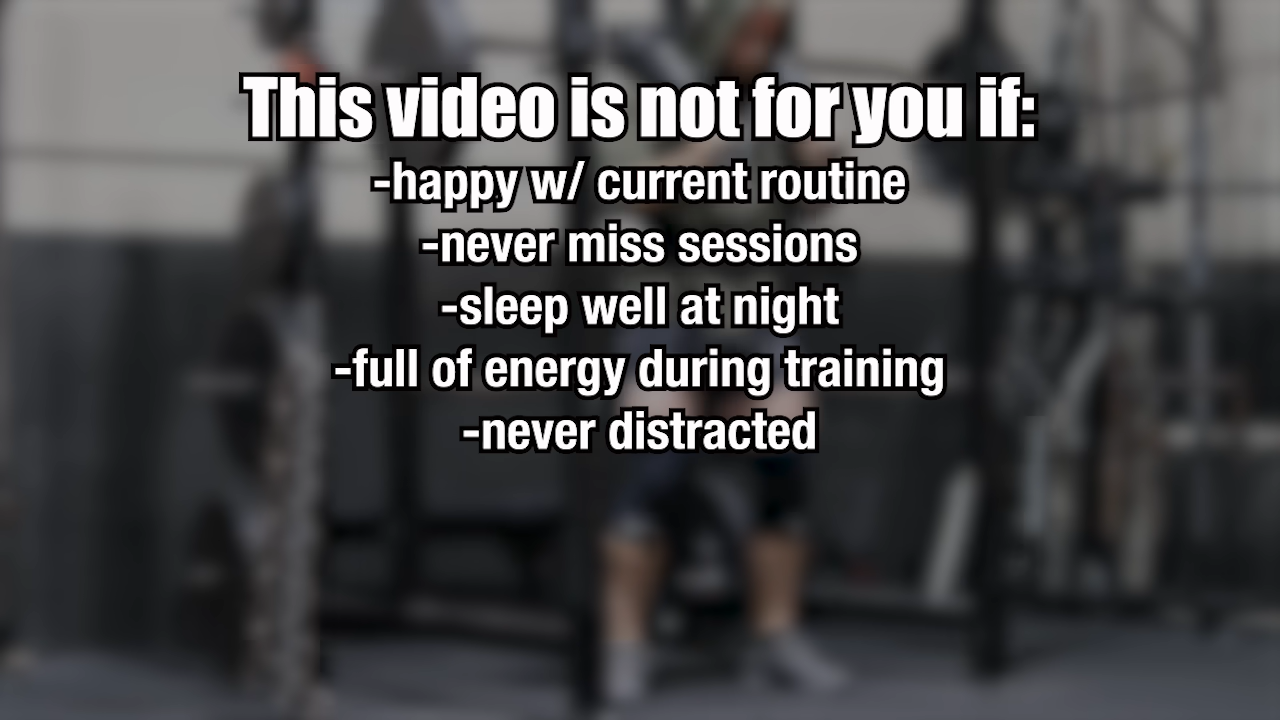 This video is not for you if:
-happy w/ current routine
-never miss sessions
-sleep well at night
-full of energy during training
-never distracted